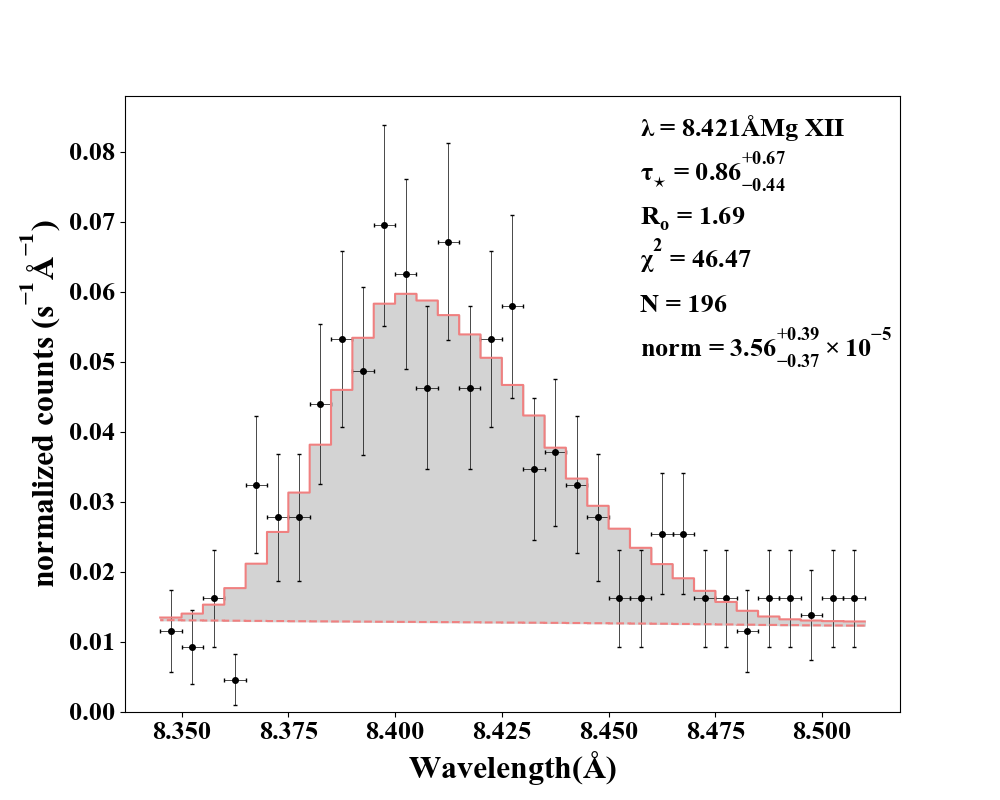 λ = 8.421ÅMg XII
τ⋆ = 0.86 +0.67 −0.44
Ro = 1.69
χ² = 46.47
N = 196
norm = 3.56 +0.39 −0.37 × 10⁻⁵
normalized counts (s⁻¹ Å⁻¹)
0.08
0.07
0.06
0.05
0.04
0.03
0.02
0.01
0.00
8.350 8.375 8.400 8.425 8.450 8.475 8.500
Wavelength(Å)